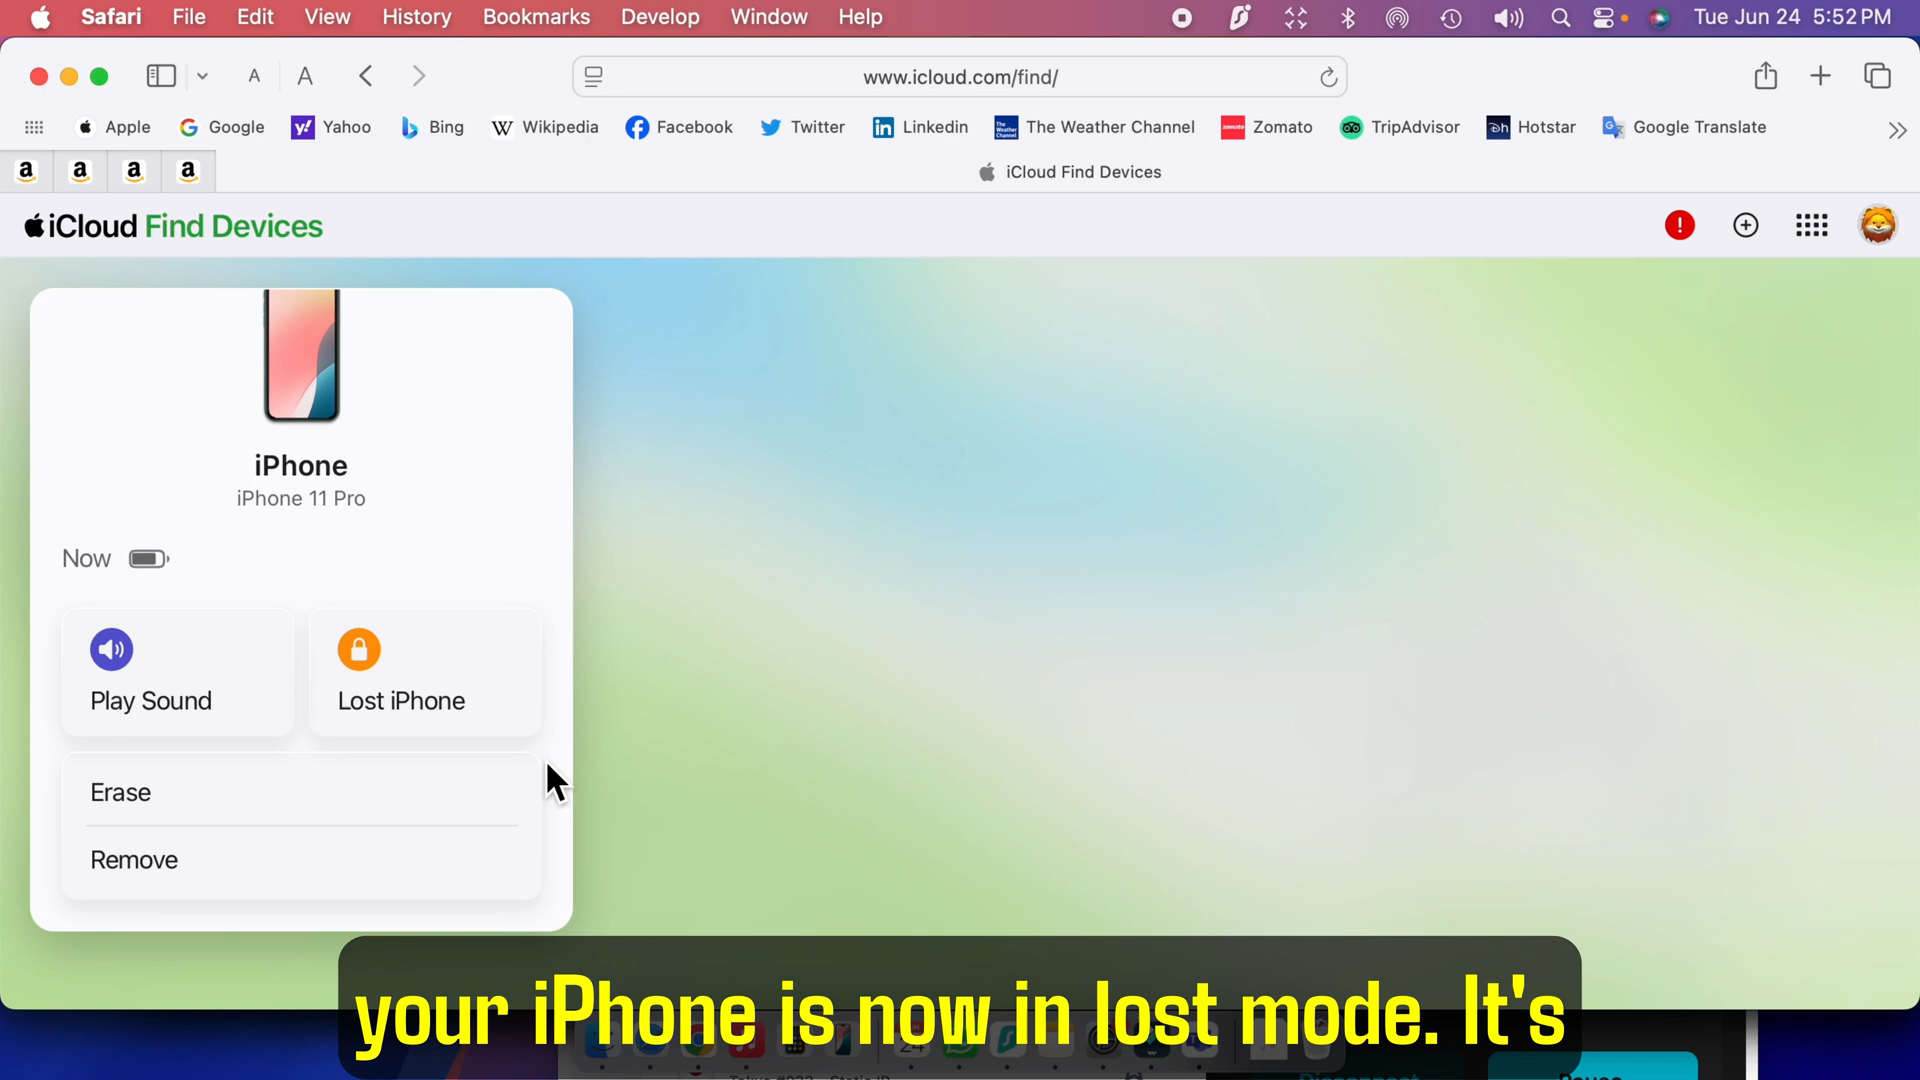 Safari File Edit View History Bookmarks Develop Window Help Tue Jun 24 5:52 PM
A A www.icloud.com/find/
Apple Google Yahoo Bing Wikipedia Facebook Twitter Linkedin The Weather Channel Zomato TripAdvisor Hotstar Google Translate
a a a a iCloud Find Devices
iCloud Find Devices
iPhone
iPhone 11 Pro
Now
Play Sound Lost iPhone
Erase
Remove
your iPhone is now in lost mode. It's